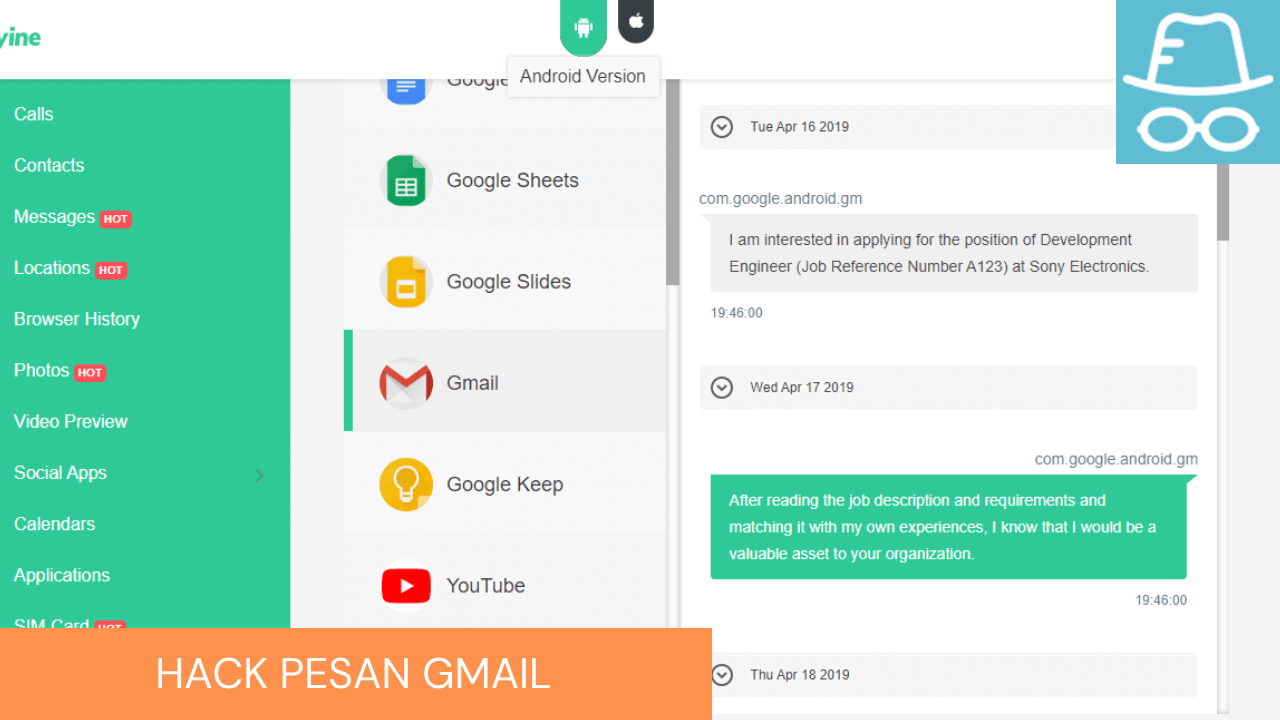 Android Version
Calls
Contacts
Messages HOT
Locations HOT
Browser History
Photos HOT
Video Preview
Social Apps
Calendars
Applications
SIM Card HOT
Google
Google Sheets
Google Slides
Gmail
Google Keep
YouTube
Tue Apr 16 2019
com.google.android.gm
I am interested in applying for the position of Development
Engineer (Job Reference Number A123) at Sony Electronics.
19:46:00
Wed Apr 17 2019
com.google.android.gm
After reading the job description and requirements and
matching it with my own experiences, I know that I would be a
valuable asset to your organization.
19:46:00
Thu Apr 18 2019
HACK PESAN GMAIL